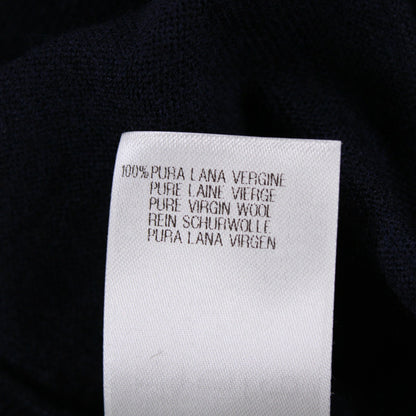 100% PURA LANA VERGINE
PURE LAINE VIERGE
PURE VIRGIN WOOL
REIN SCHURWOLLE
PURA LANA VIRGEN